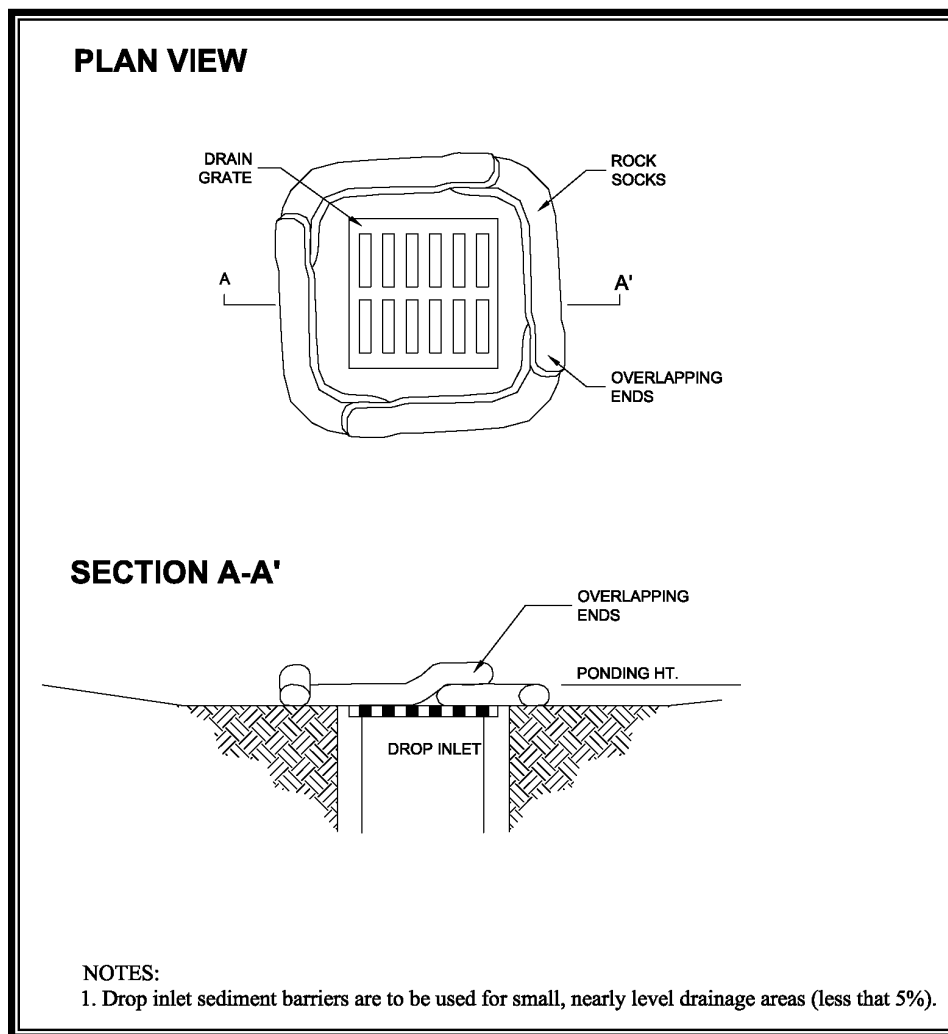 PLAN VIEW
DRAIN
GRATE
ROCK
SOCKS
A
A'
OVERLAPPING
ENDS
SECTION A-A'
OVERLAPPING
ENDS
PONDING HT.
DROP INLET
NOTES:
1. Drop inlet sediment barriers are to be used for small, nearly level drainage areas (less that 5%).